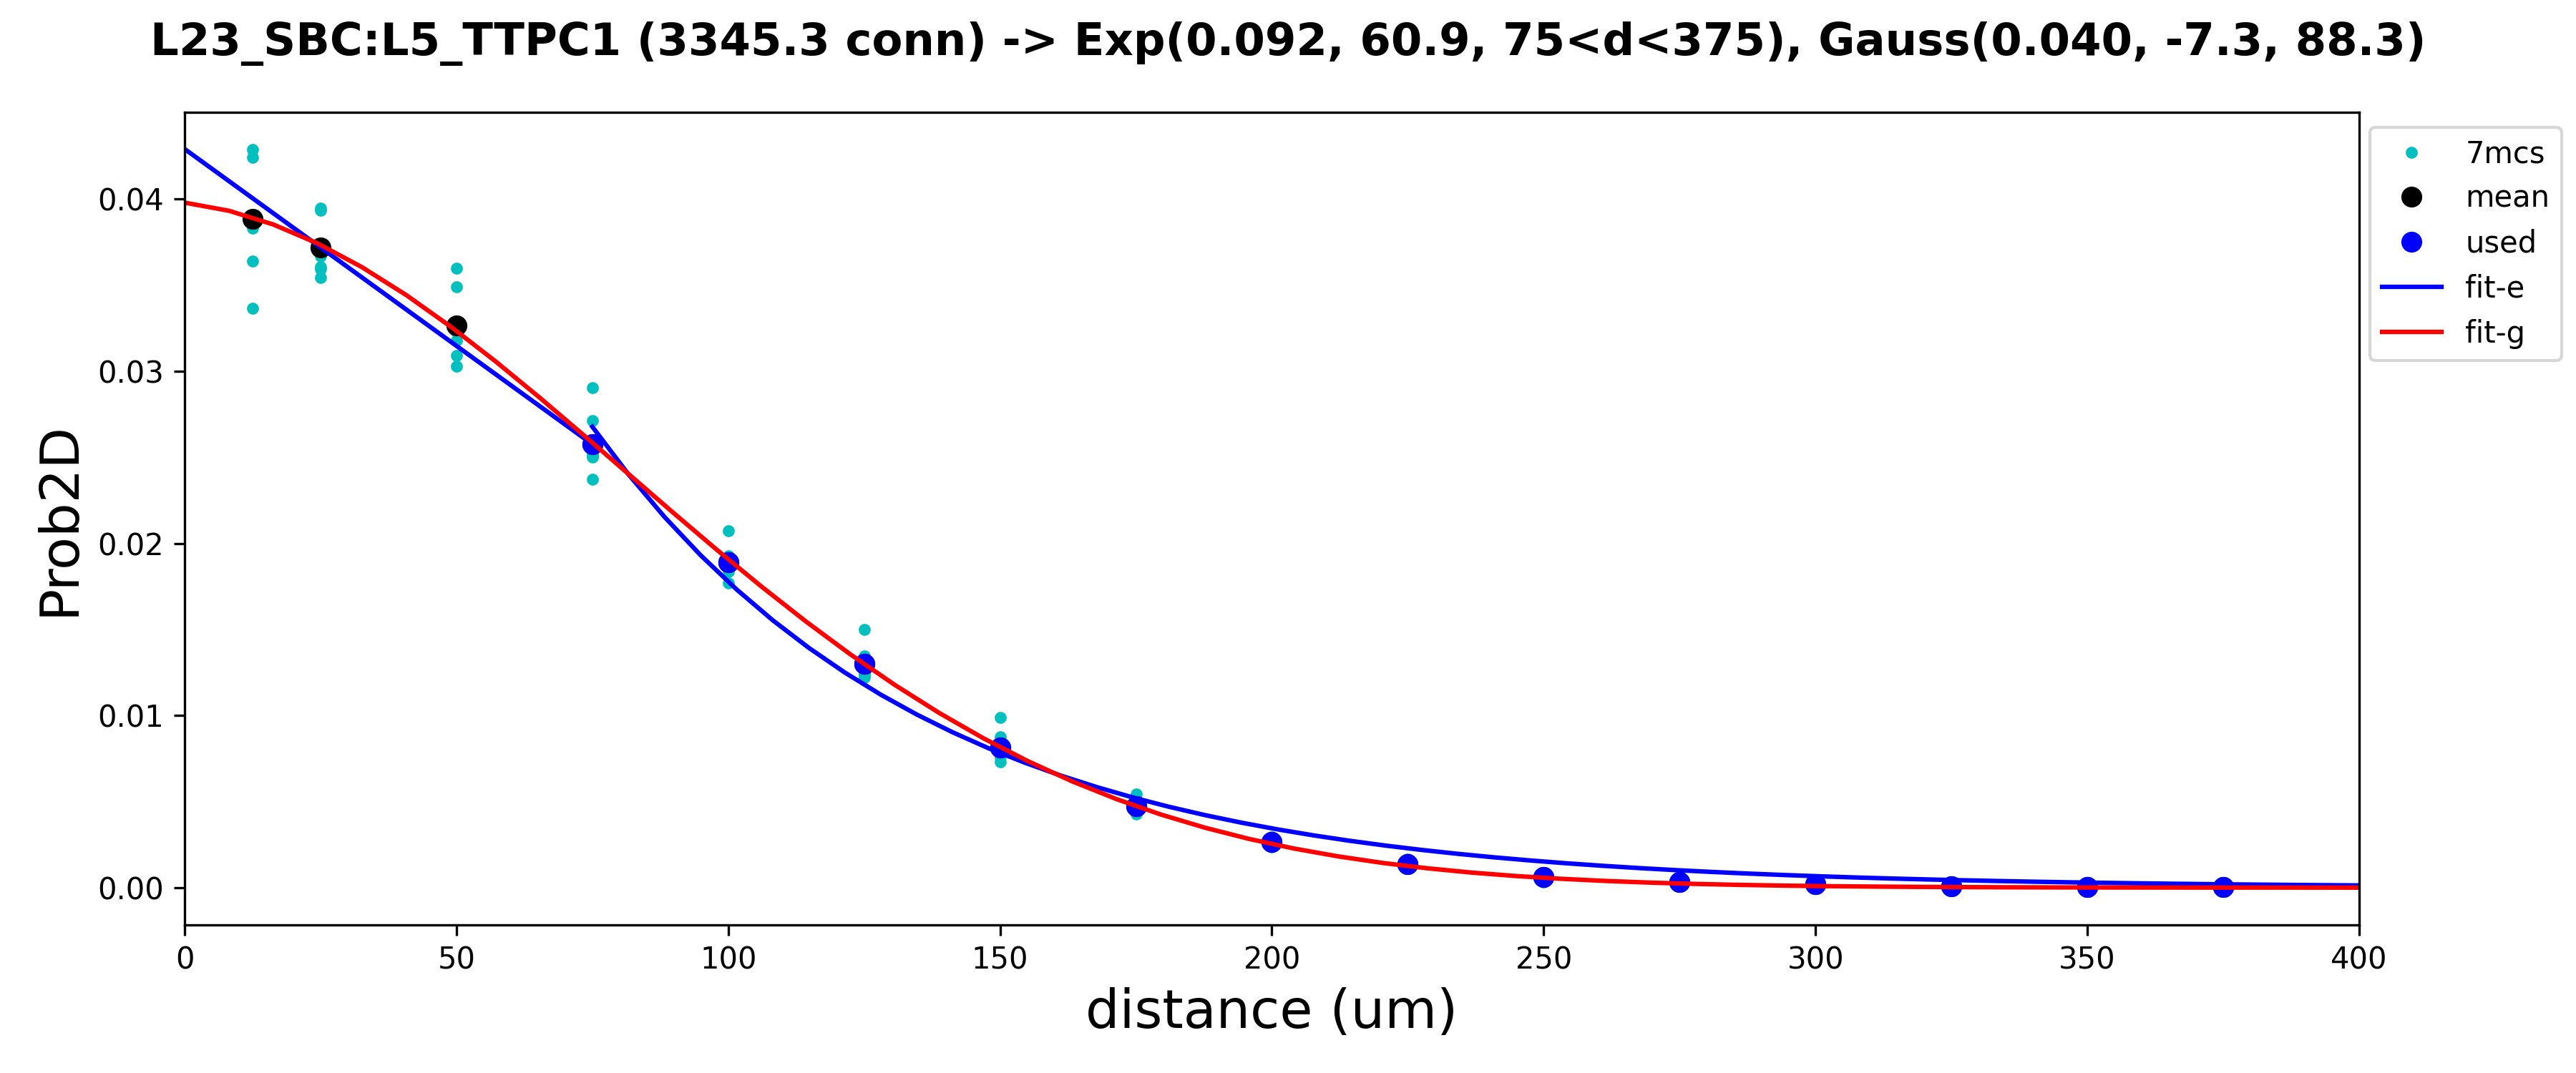 L23_SBC:L5_TTPC1 (3345.3 conn) -> Exp(0.092, 60.9, 75<d<375), Gauss(0.040, -7.3, 88.3)
7mcs
mean
used
fit-e
fit-g
0.04
0.03
0.02
0.01
0.00
Prob2D
0 50 100 150 200 250 300 350 400
distance (um)